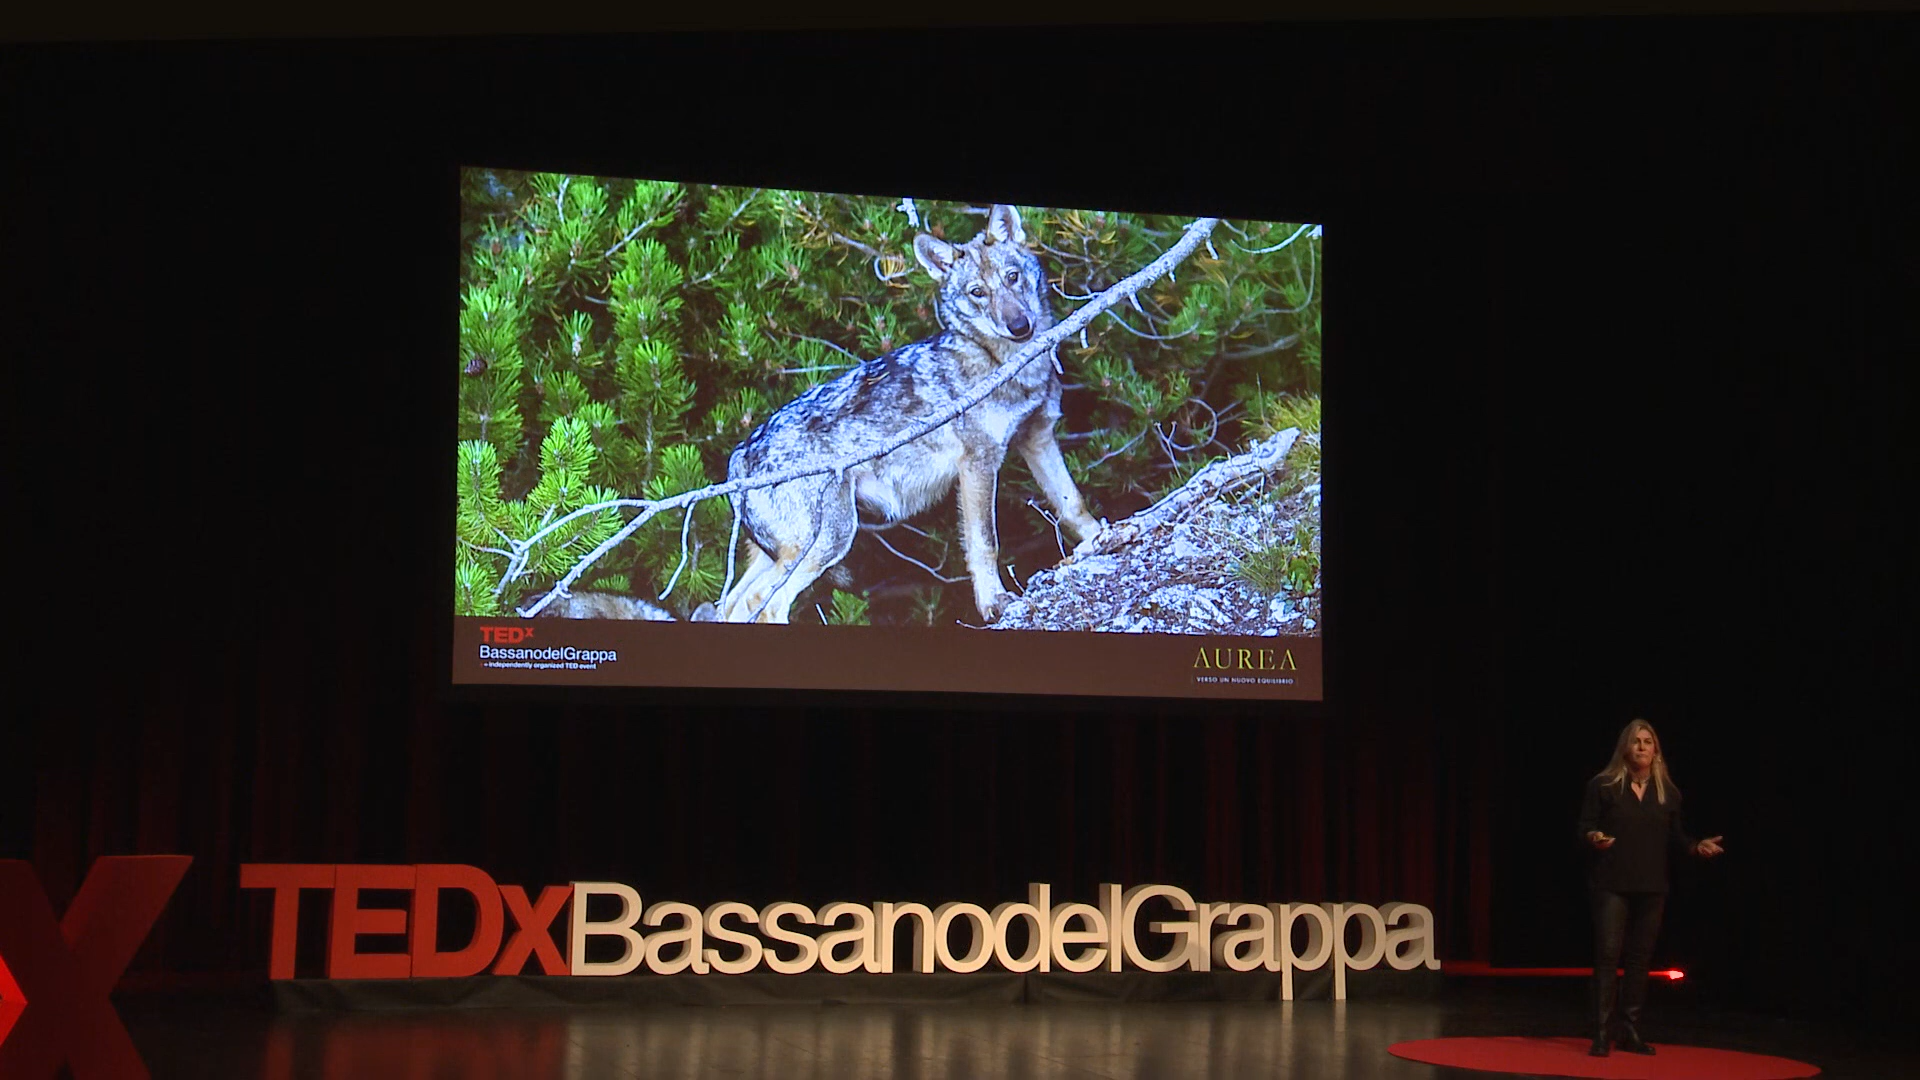 TEDx
BassanodelGrappa
= independently organized TED event
AUREA
VERSO UN NUOVO EQUILIBRIO
X
TEDxBassanodelGrappa